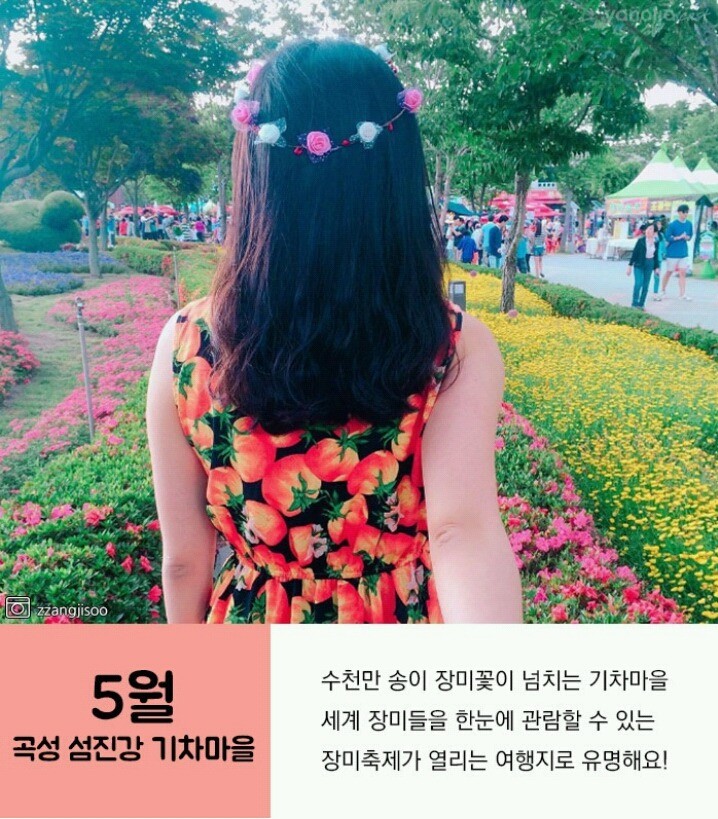 zzangjisoo
5월
곡성 섬진강 기차마을
수천만 송이 장미꽃이 넘치는 기차마을
세계 장미들을 한눈에 관람할 수 있는
장미축제가 열리는 여행지로 유명해요!